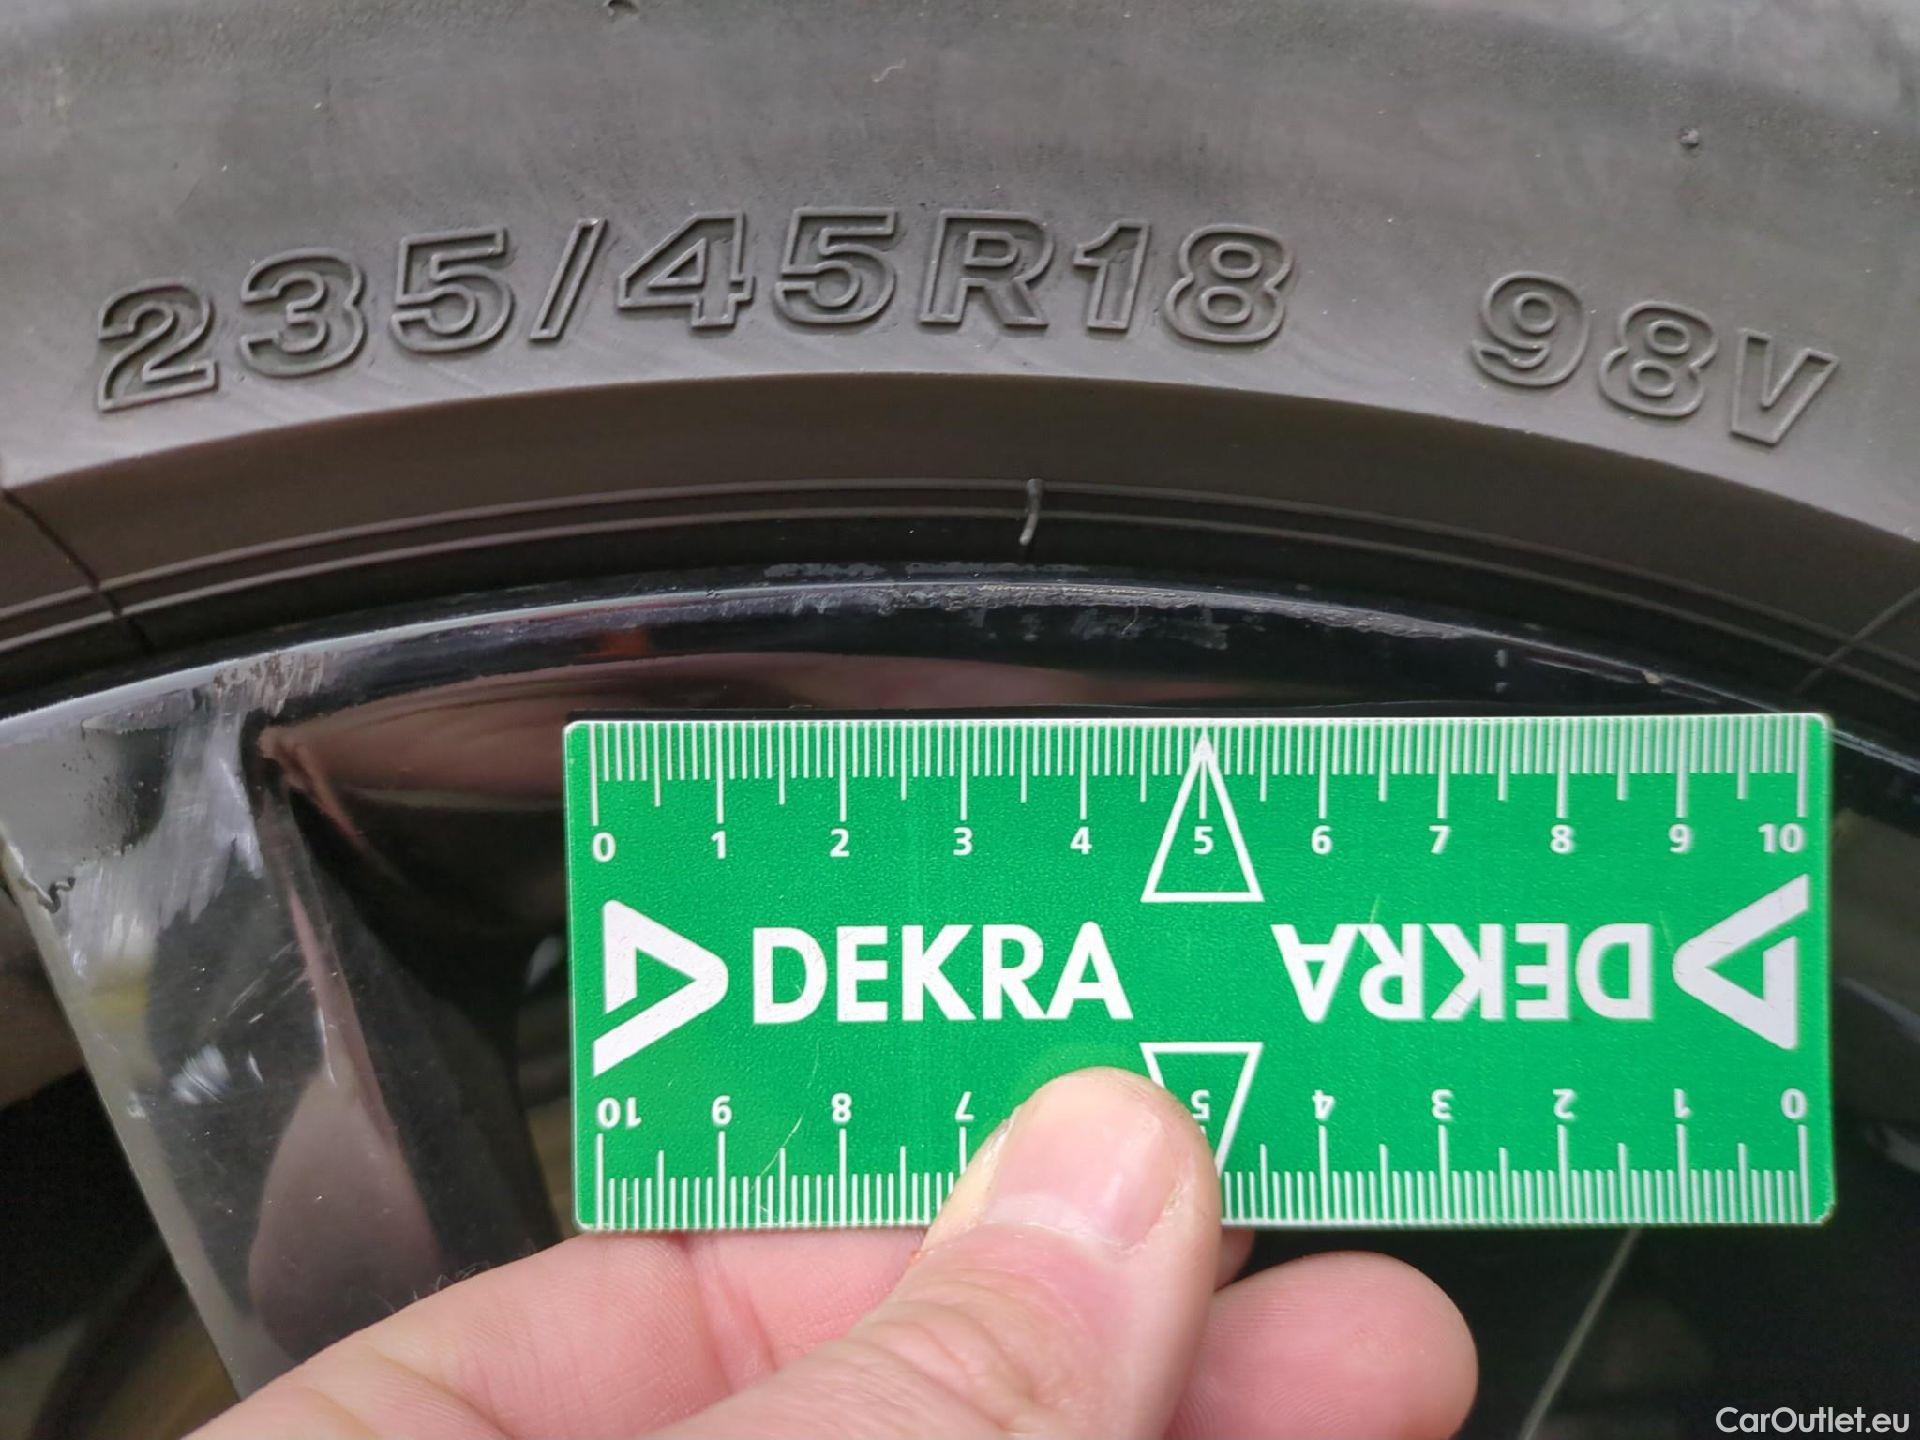 235/45R18 98V
0 1 2 3 4 5 6 7 8 9 10
DEKRA DEKRA
10 9 8 7 5 4 3 2 1 0
CarOutlet.eu